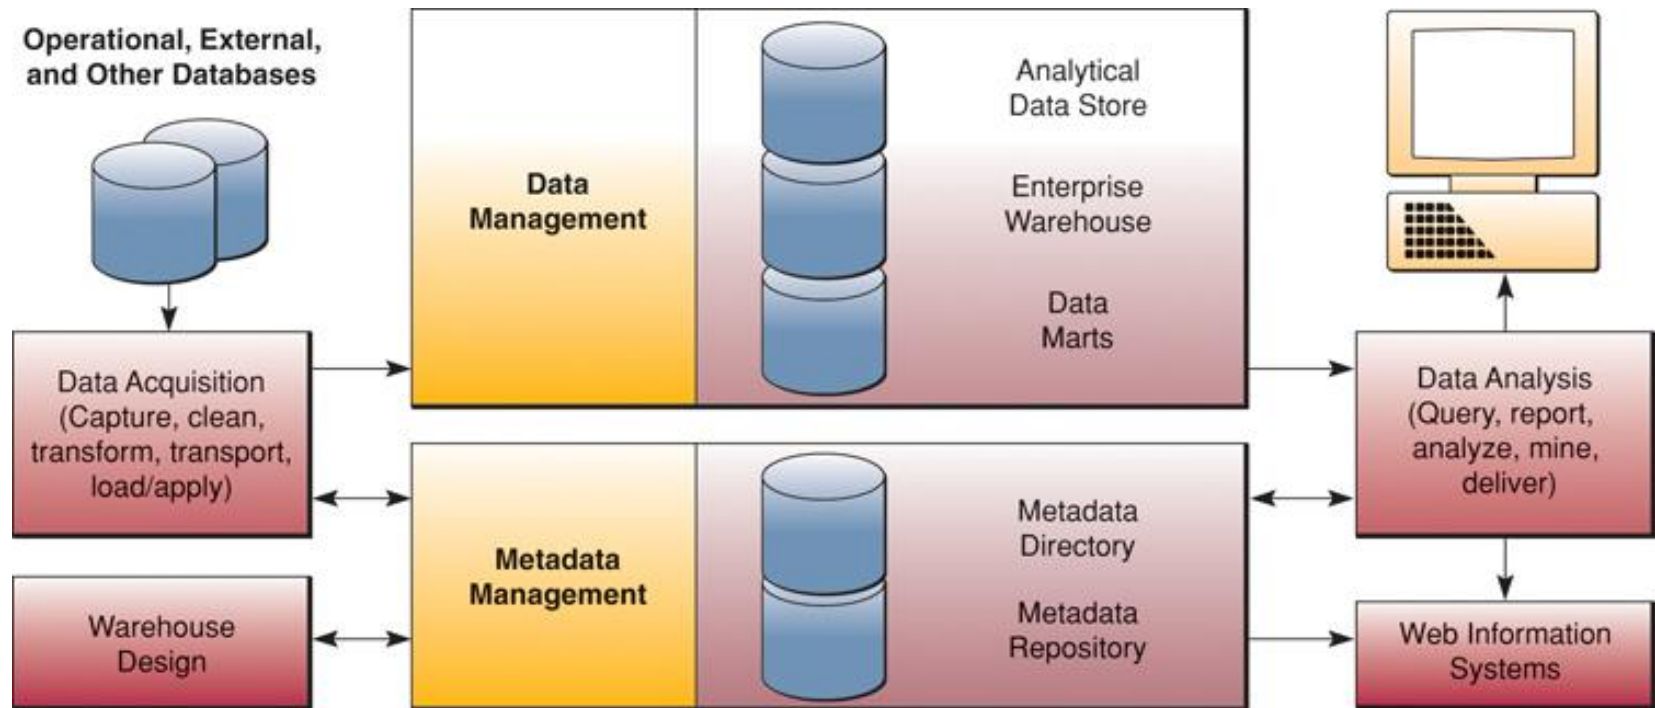 Operational, External,
and Other Databases
Data Acquisition
(Capture, clean,
transform, transport,
load/apply)
Warehouse
Design
Data
Management
Analytical
Data Store
Enterprise
Warehouse
Data
Marts
Metadata
Management
Metadata
Directory
Metadata
Repository
Data Analysis
(Query, report,
analyze, mine,
deliver)
Web Information
Systems